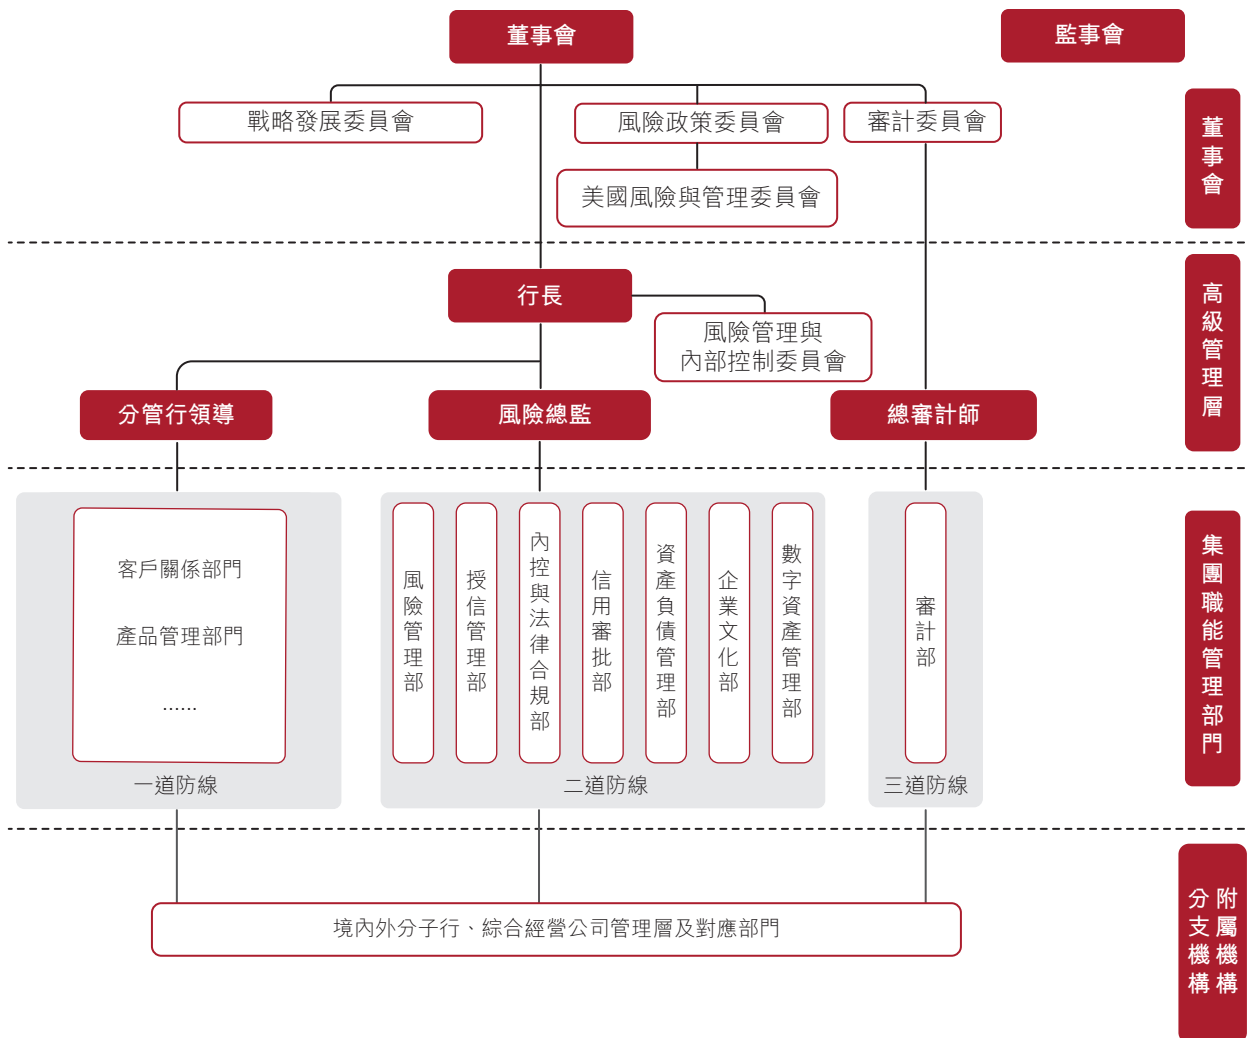 董事會
監事會
戰略發展委員會
風險政策委員會
審計委員會
美國風險與管理委員會
董事會
行長
風險管理與
內部控制委員會
分管行領導
風險總監
總審計師
高級管理層
客戶關係部門
產品管理部門
......
一道防線
風險管理部
授信管理部
內控與法律合規部
信用審批部
資產負債管理部
企業文化部
數字資產管理部
二道防線
審計部
三道防線
集團職能管理部門
境內外分子行、綜合經營公司管理層及對應部門
附屬機構
分支機構